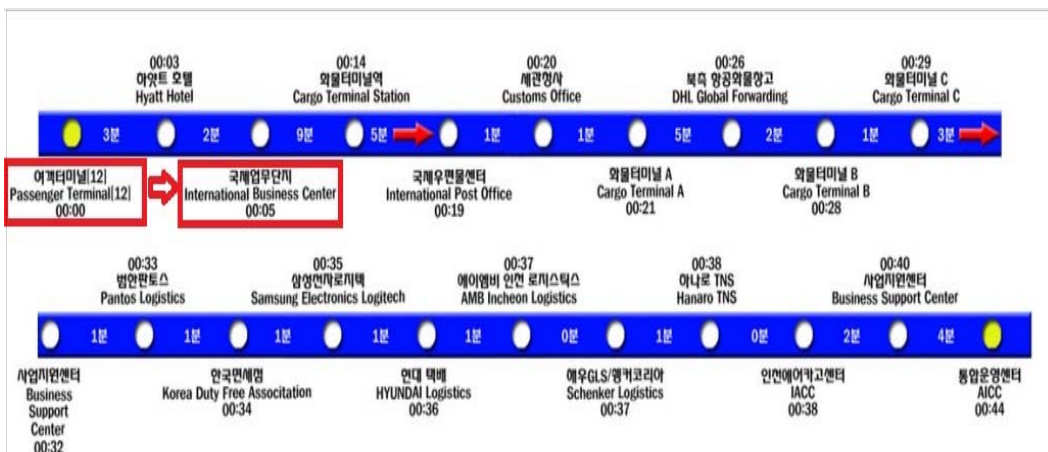 00:03
하얏트 호텔
Hyatt Hotel
00:14
화물터미널역
Cargo Terminal Station
00:20
세관청사
Customs Office
00:26
북측 항공화물창고
DHL Global Forwarding
00:29
화물터미널 C
Cargo Terminal C
3분 2분 9분 5분 1분 1분 5분 2분 1분 3분
여객터미널[12]
Passenger Terminal[12]
00:00
국제업무단지
International Business Center
00:05
국제우편물센터
International Post Office
00:19
화물터미널 A
Cargo Terminal A
00:21
화물터미널 B
Cargo Terminal B
00:28
00:33
범한판토스
Pantos Logistics
00:35
삼성전자로지텍
Samsung Electronics Logitech
00:37
에이엠비 인천 로지스틱스
AMB Incheon Logistics
00:38
하나로 TNS
Hanaro TNS
00:40
사업지원센터
Business Support Center
1분 1분 1분 1분 1분 0분 1분 0분 2분 4분
사업지원센터
Business
Support
Center
00:32
한국면세점
Korea Duty Free Associtation
00:34
현대 택배
HYUNDAI Logistics
00:36
Schenker Logistics
00:37
인천에어카고센터
IACC
00:38
통합운영센터
AICC
00:44